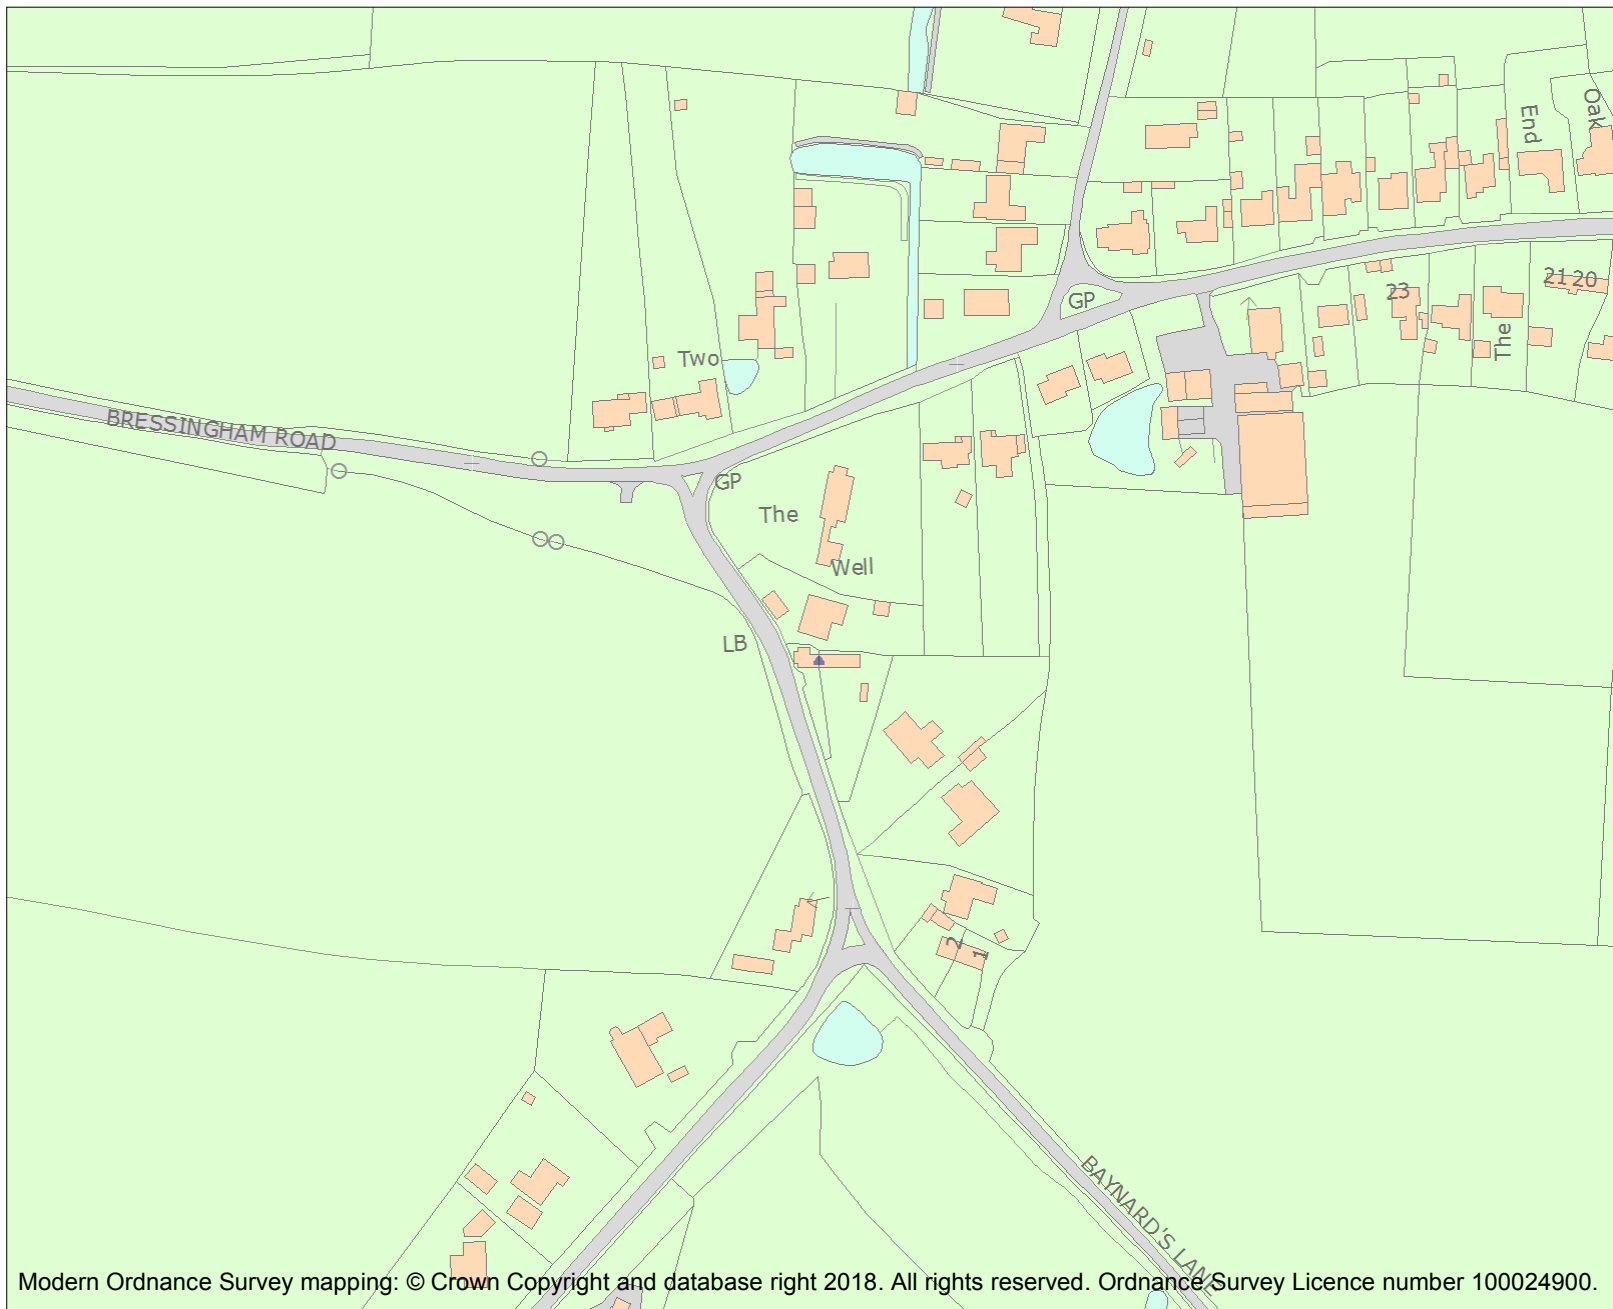 Oak
End
GP
21 20
23
The
Two
BRESSINGHAM ROAD
GP
The
Well
LB
2
1
BAYNARD'S LANE
Modern Ordnance Survey mapping: © Crown Copyright and database right 2018. All rights reserved. Ordnance Survey Licence number 100024900.